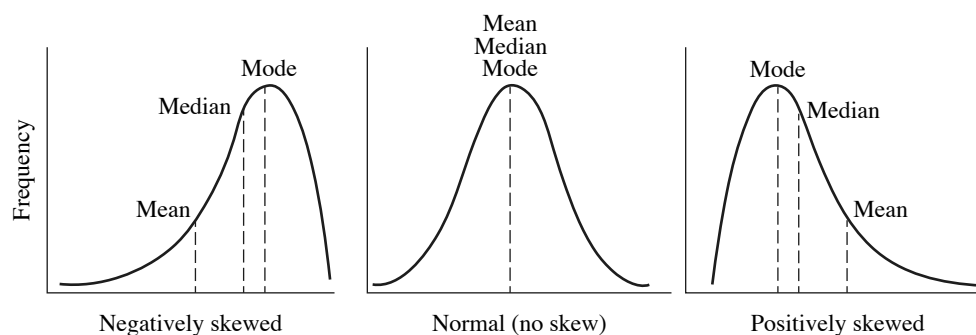 Frequency
Mode
Median
Mean
Negatively skewed
Mean
Median
Mode
Normal (no skew)
Mode
Median
Mean
Positively skewed